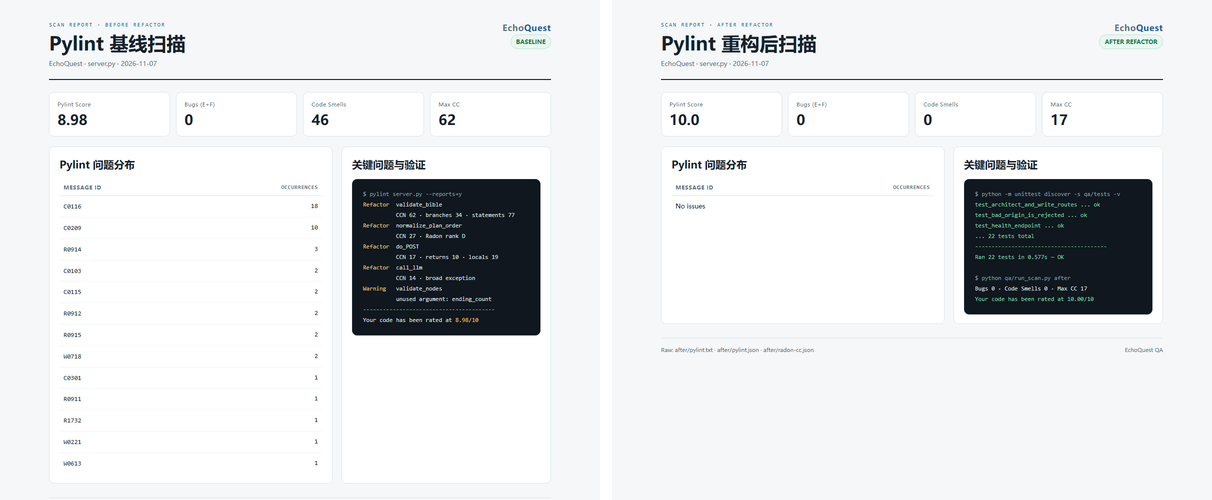 SCAN REPORT · BEFORE REFACTOR
Pylint 基线扫描
EchoQuest · server.py · 2026-11-07
EchoQuest
BASELINE
Pylint Score
8.98
Bugs (E+F)
0
Code Smells
46
Max CC
62
Pylint 问题分布
MESSAGE ID OCCURRENCES
C0116 18
C0209 10
R0914 3
C0103 2
C0115 2
R0912 2
R0915 2
W0718 2
C0301 1
R0911 1
R1732 1
W0221 1
W0613 1
关键问题与验证
$ pylint server.py --reports=y
Refactor validate_bible
CCN 62 · branches 34 · statements 77
Refactor normalize_plan_order
CCN 27 · Radon rank D
Refactor do_POST
CCN 17 · returns 10 · locals 19
Refactor call_llm
CCN 14 · broad exception
Warning validate_nodes
unused argument: ending_count
----------------------------------------
Your code has been rated at 8.98/10
SCAN REPORT · AFTER REFACTOR
Pylint 重构后扫描
EchoQuest · server.py · 2026-11-07
EchoQuest
AFTER REFACTOR
Pylint Score
10.0
Bugs (E+F)
0
Code Smells
0
Max CC
17
Pylint 问题分布
MESSAGE ID OCCURRENCES
No issues
关键问题与验证
$ python -m unittest discover -s qa/tests -v
test_architect_and_write_routes ... ok
test_bad_origin_is_rejected ... ok
test_health_endpoint ... ok
... 22 tests total
----------------------------------------
Ran 22 tests in 0.577s — OK
$ python qa/run_scan.py after
Bugs 0 · Code Smells 0 · Max CC 17
Your code has been rated at 10.00/10
Raw: after/pylint.txt · after/pylint.json · after/radon-cc.json
EchoQuest QA